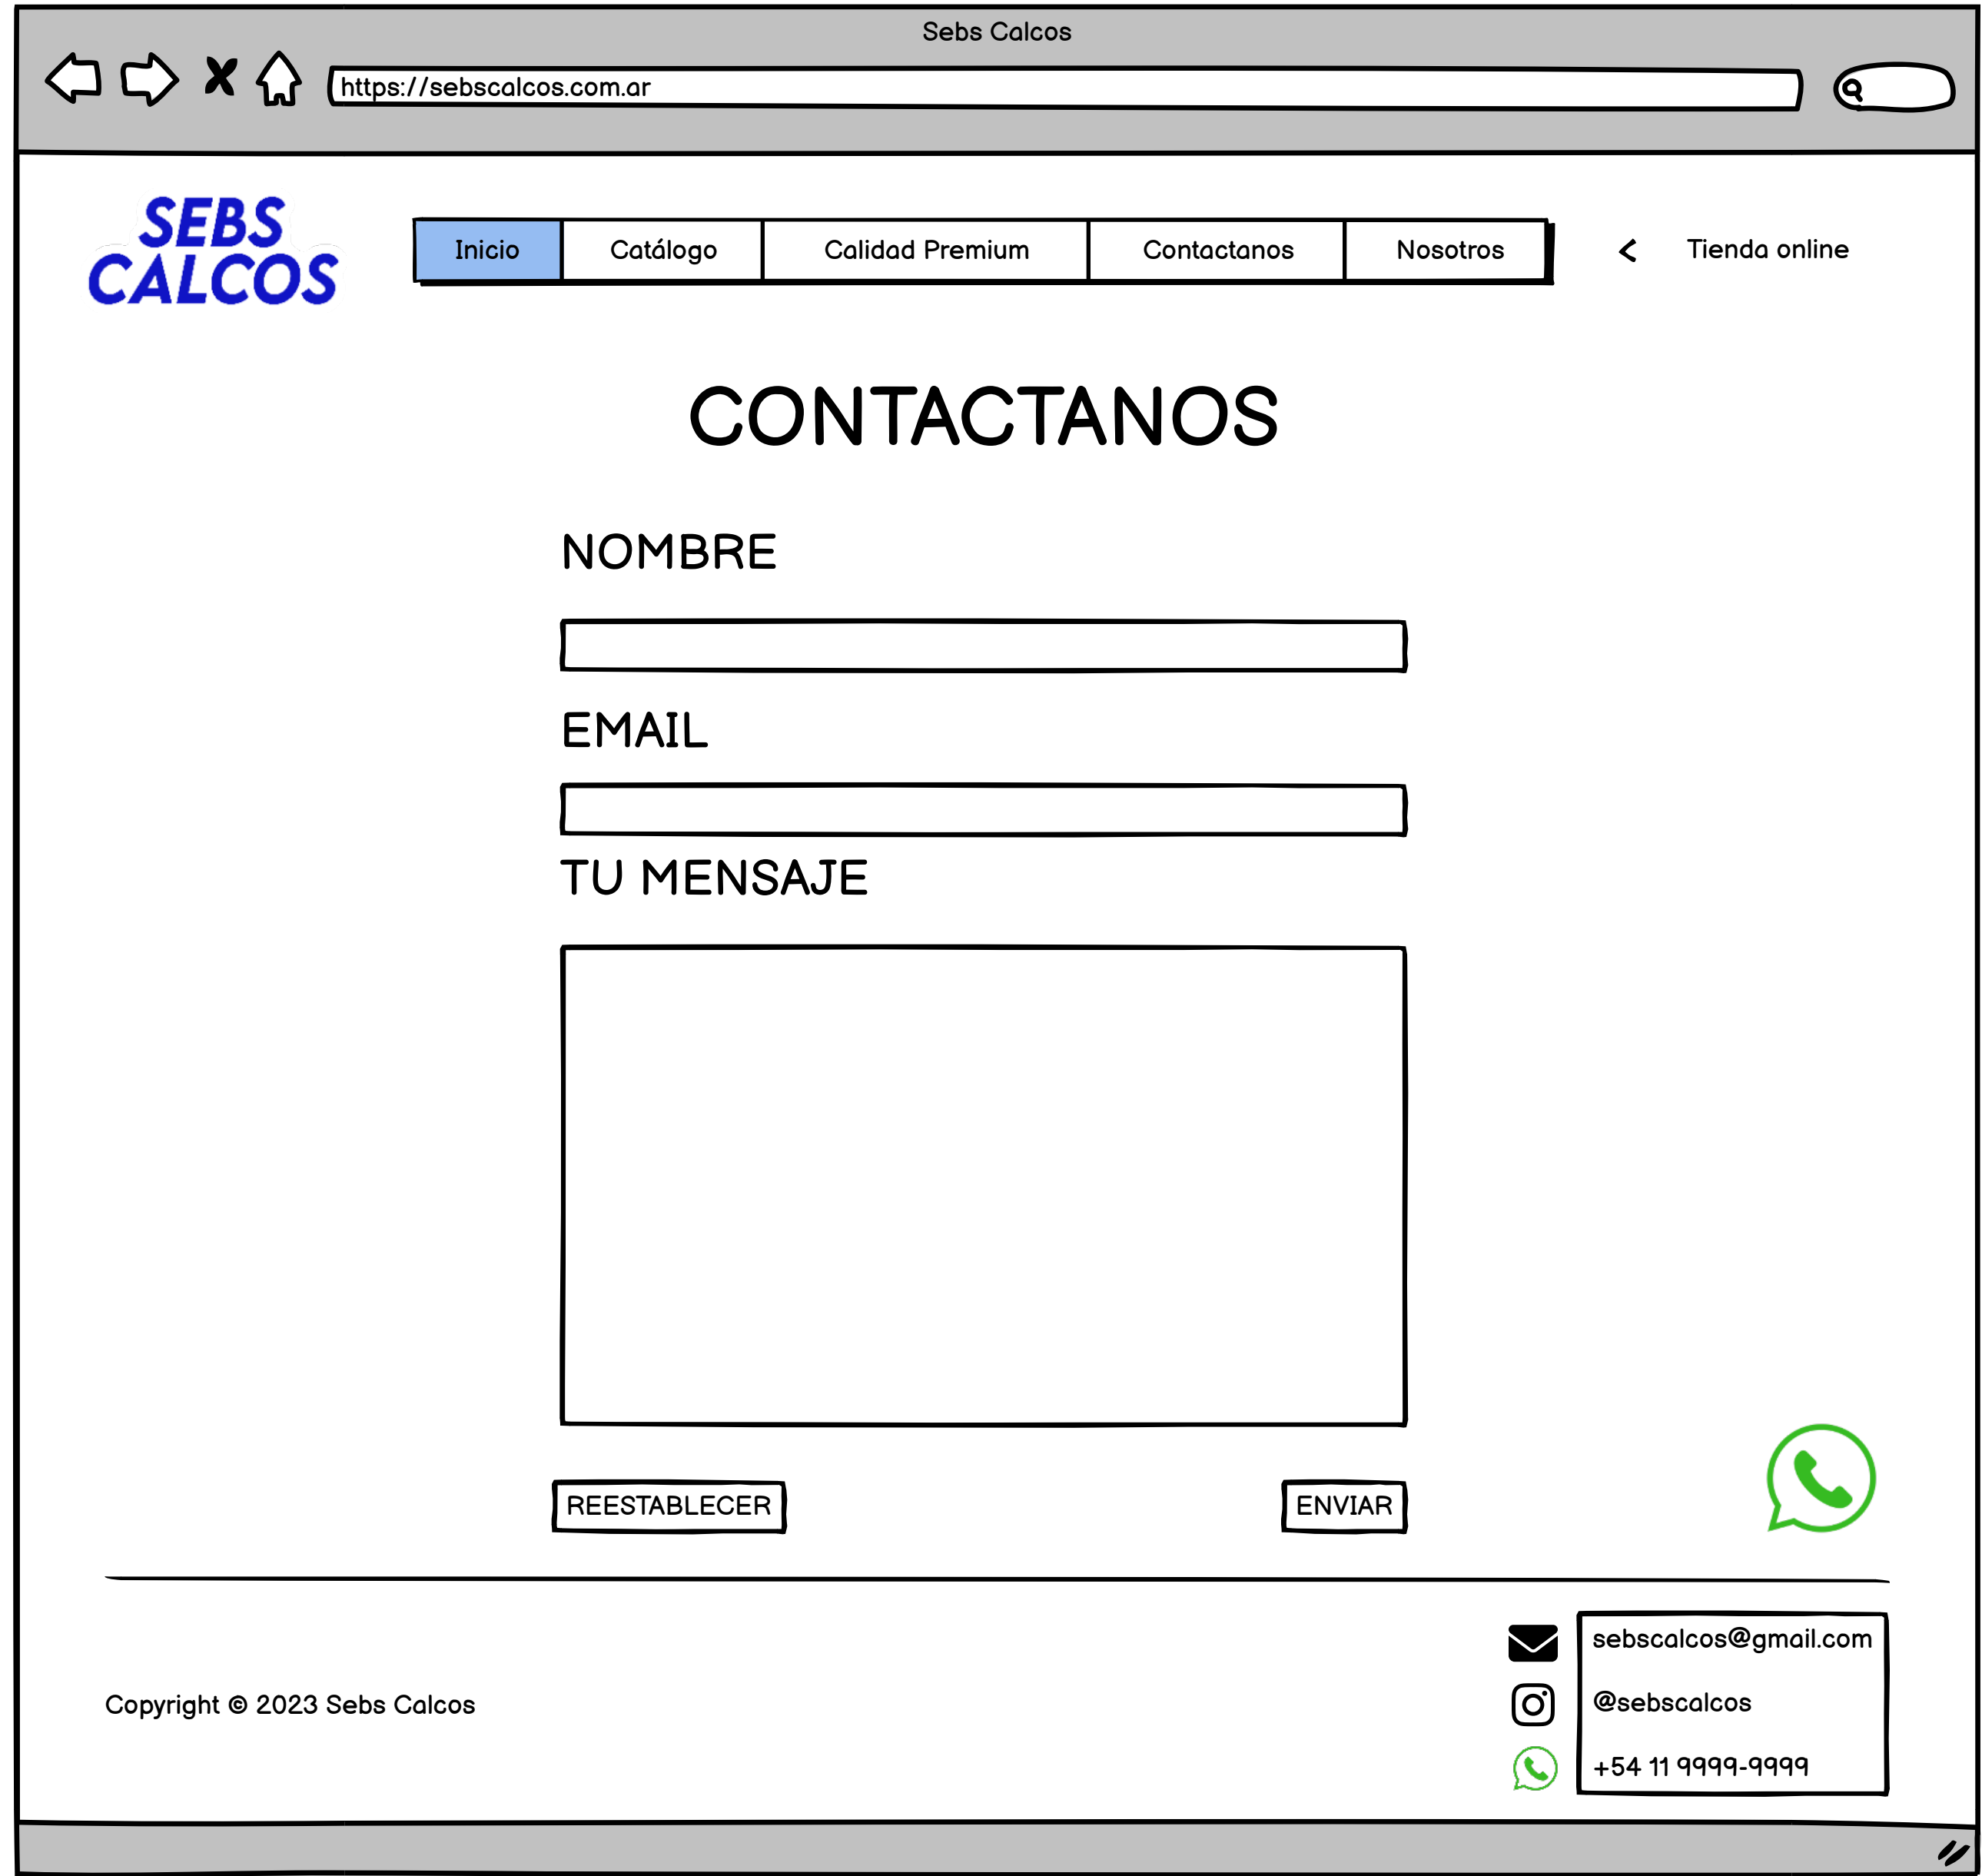 Sebs Calcos
https://sebscalcos.com.ar
SEBS
CALCOS
Inicio Catálogo Calidad Premium Contactanos Nosotros < Tienda online
CONTACTANOS
NOMBRE
EMAIL
TU MENSAJE
REESTABLECER ENVIAR
sebscalcos@gmail.com
Copyright © 2023 Sebs Calcos @sebscalcos
+54 11 9999-9999